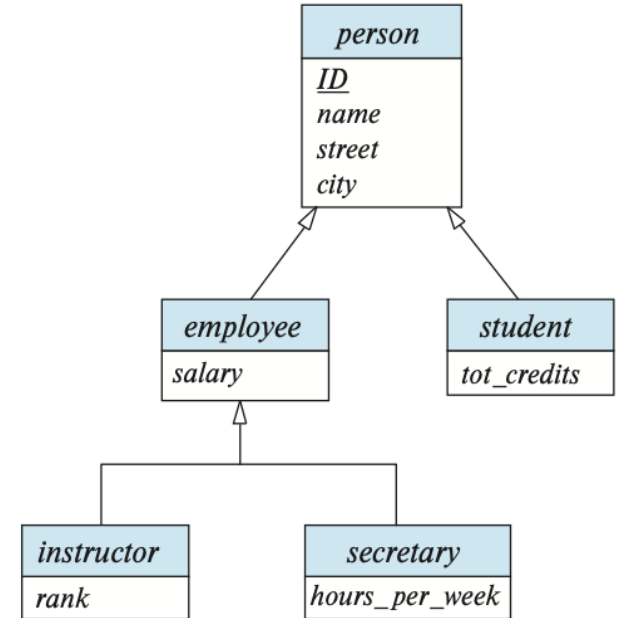 person
ID
name
street
city
employee
salary
student
tot_credits
instructor
rank
secretary
hours_per_week